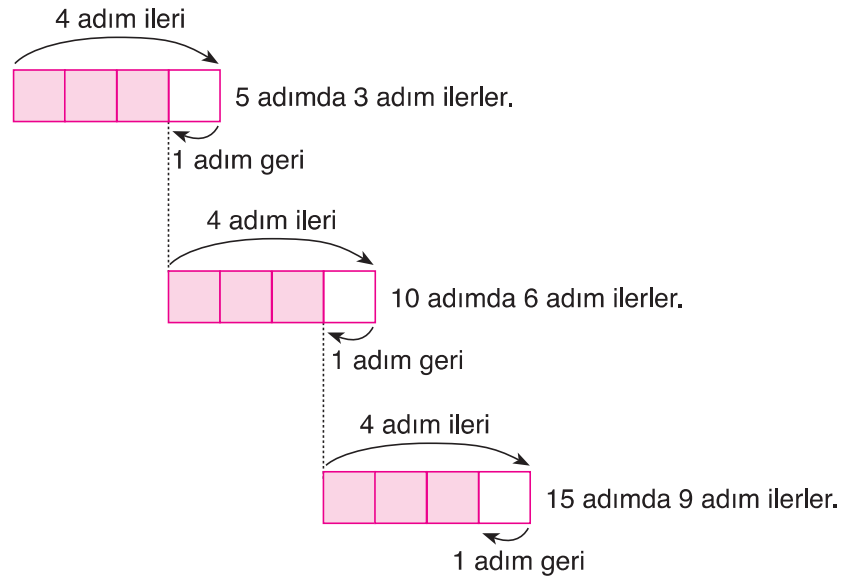 4 adım ileri
5 adımda 3 adım ilerler.
1 adım geri
4 adım ileri
10 adımda 6 adım ilerler.
1 adım geri
4 adım ileri
15 adımda 9 adım ilerler.
1 adım geri